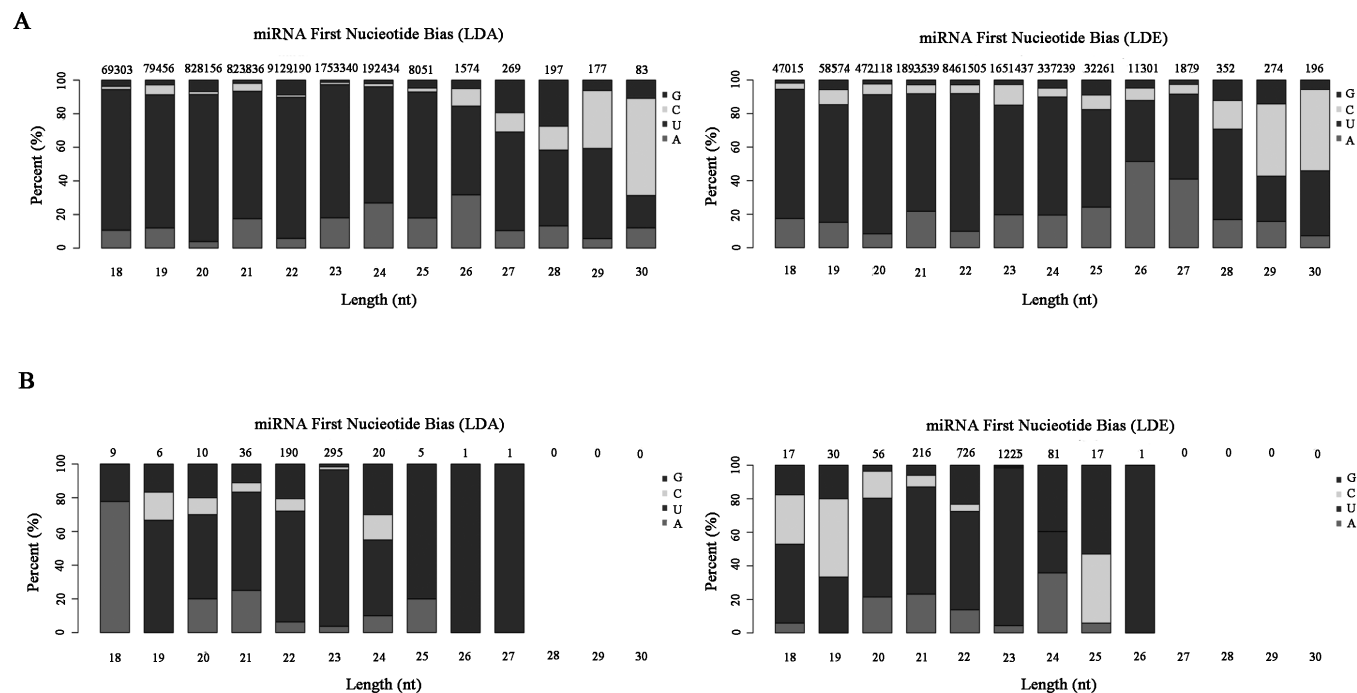 A
miRNA First Nucieotide Bias (LDA)
69303 79456 828156 823836 9129190 1753340 192434 8051 1574 269 197 177 83
Percent (%)
0 20 40 60 80 100
G
C
U
A
18 19 20 21 22 23 24 25 26 27 28 29 30
Length (nt)
miRNA First Nucieotide Bias (LDE)
47015 58574 472118 1893539 8461505 1651437 337239 32261 11301 1879 352 274 196
Percent (%)
0 20 40 60 80 100
G
C
U
A
18 19 20 21 22 23 24 25 26 27 28 29 30
Length (nt)
B
miRNA First Nucieotide Bias (LDA)
9 6 10 36 190 295 20 5 1 1 0 0 0
Percent (%)
0 20 40 60 80 100
G
C
U
A
18 19 20 21 22 23 24 25 26 27 28 29 30
Length (nt)
miRNA First Nucieotide Bias (LDE)
17 30 56 216 726 1225 81 17 1 0 0 0 0
Percent (%)
0 20 40 60 80 100
G
C
U
A
18 19 20 21 22 23 24 25 26 27 28 29 30
Length (nt)